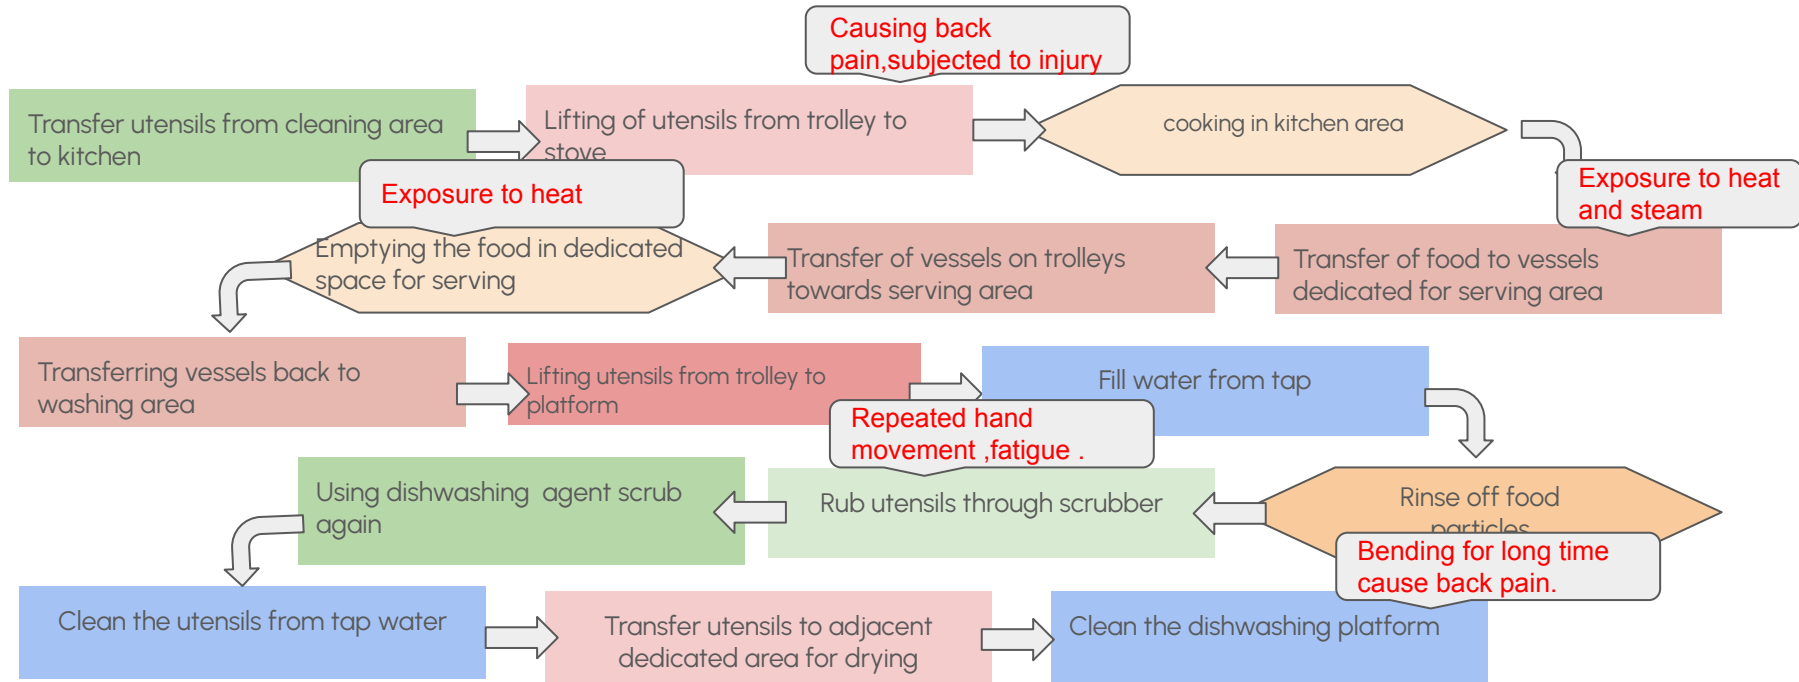 Causing back
pain,subjected to injury
Transfer utensils from cleaning area
to kitchen
Lifting of utensils from trolley to
stove
cooking in kitchen area
Exposure to heat
Exposure to heat
and steam
Emptying the food in dedicated
space for serving
Transfer of vessels on trolleys
towards serving area
Transfer of food to vessels
dedicated for serving area
Transferring vessels back to
washing area
Lifting utensils from trolley to
platform
Fill water from tap
Repeated hand
movement ,fatigue .
Using dishwashing agent scrub
again
Rub utensils through scrubber
Rinse off food
particles
Bending for long time
cause back pain.
Clean the utensils from tap water
Transfer utensils to adjacent
dedicated area for drying
Clean the dishwashing platform